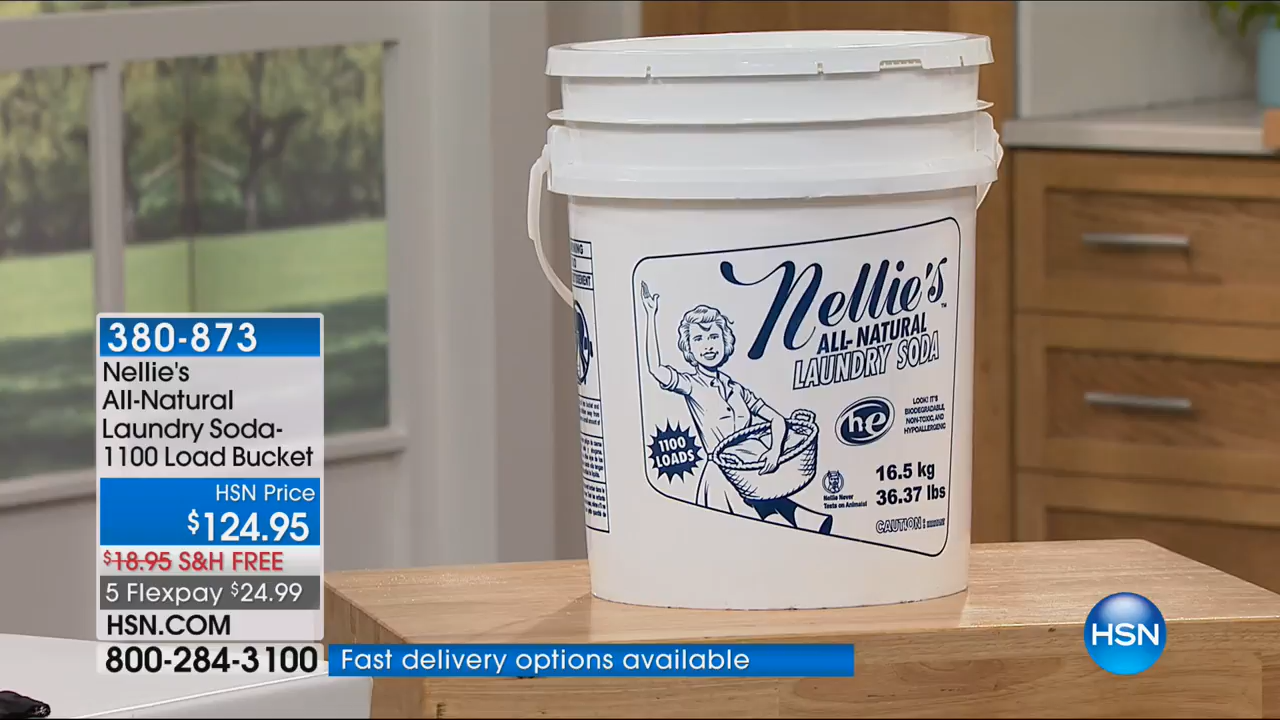 380-873
Nellie's
All-Natural
Laundry Soda-
1100 Load Bucket
HSN Price
$124.95
$18.95 S&H FREE
5 Flexpay $24.99
HSN.COM
800-284-3100
Fast delivery options available
Nellie's
™
ALL-NATURAL
LAUNDRY SODA
he
LOOK! IT'S
BIODEGRADABLE,
NON-TOXIC, AND
HYPOALLERGENIC
1100
LOADS
Nellie Never
Tests on Animals!
16.5 kg
36.37 lbs
CAUTION
HSN